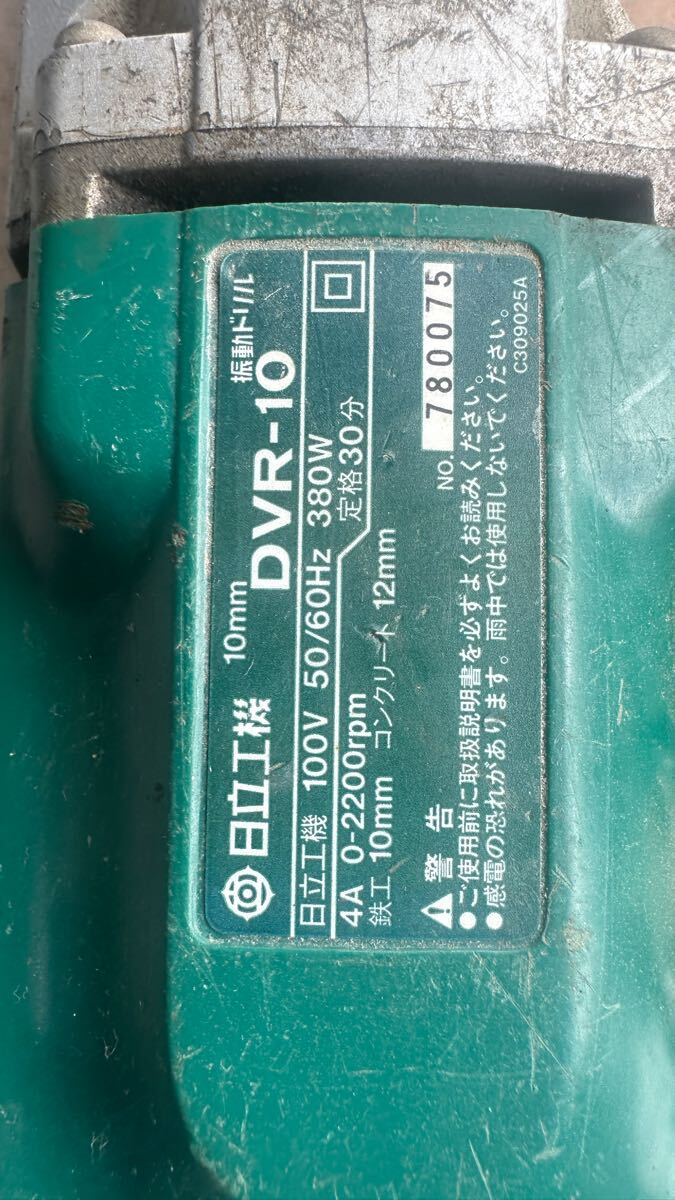 日立工機 10mm 振動ドリル
DVR-10
日立工機 100V 50/60Hz 380W
4A 0-2200rpm 定格30分
鉄工 10mm コンクリート 12mm
NO. 780075
警告
●ご使用前に取扱説明書を必ずよくお読みください。
●感電の恐れがあります。雨中では使用しないでください。
C309025A